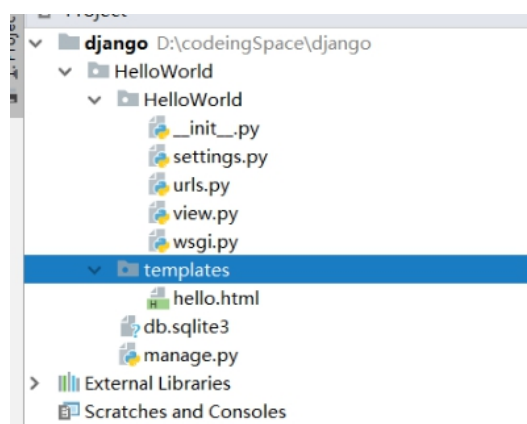 Project
django D:\codeingSpace\django
HelloWorld
HelloWorld
__init__.py
settings.py
urls.py
view.py
wsgi.py
templates
hello.html
db.sqlite3
manage.py
External Libraries
Scratches and Consoles